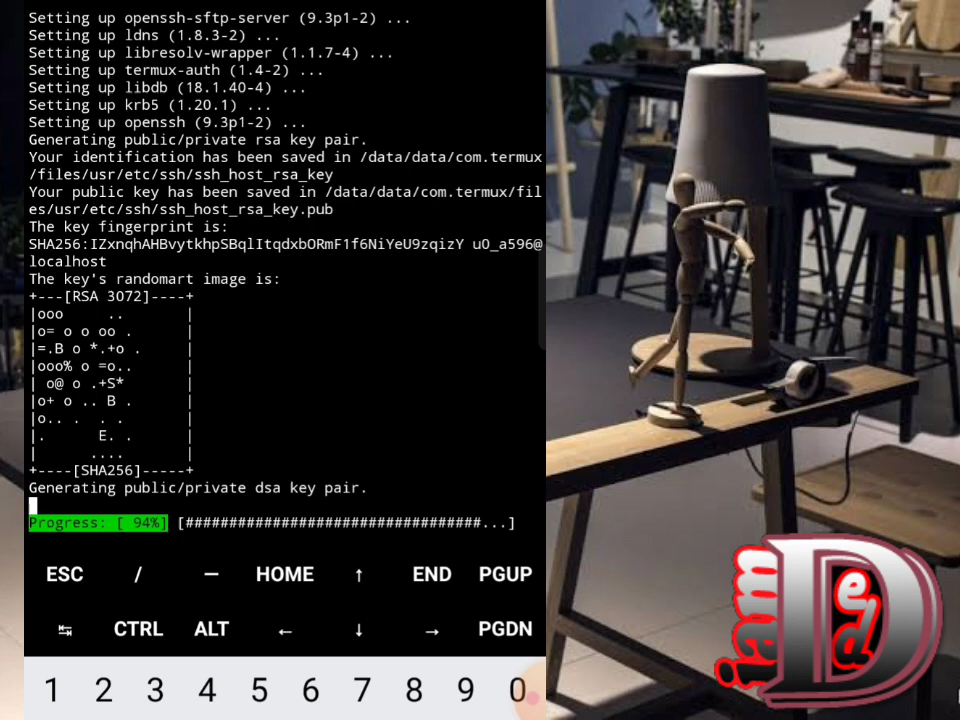 Setting up openssh-sftp-server (9.3p1-2) ...
Setting up ldns (1.8.3-2) ...
Setting up libresolv-wrapper (1.1.7-4) ...
Setting up termux-auth (1.4-2) ...
Setting up libdb (18.1.40-4) ...
Setting up krb5 (1.20.1) ...
Setting up openssh (9.3p1-2) ...
Generating public/private rsa key pair.
Your identification has been saved in /data/data/com.termux
/files/usr/etc/ssh/ssh_host_rsa_key
Your public key has been saved in /data/data/com.termux/fil
es/usr/etc/ssh/ssh_host_rsa_key.pub
The key fingerprint is:
SHA256:IZxnqhAHBvytkhpSBqlItqdxbORmF1f6NiYeU9zqizY u0_a596@
localhost
The key's randomart image is:
+---[RSA 3072]----+
|ooo     ..       |
|o= o o oo .      |
|=.B o *.+o .     |
|ooo% o =o..      |
| o@ o .+S*       |
|o+ o .. B .      |
|o.. .  . .       |
|.      E. .      |
|      ....       |
+----[SHA256]-----+
Generating public/private dsa key pair.
Progress: [ 94%] [##################################...]
ESC / — HOME ↑ END PGUP
↹ CTRL ALT ← ↓ → PGDN
1 2 3 4 5 6 7 8 9 0
iam D ed